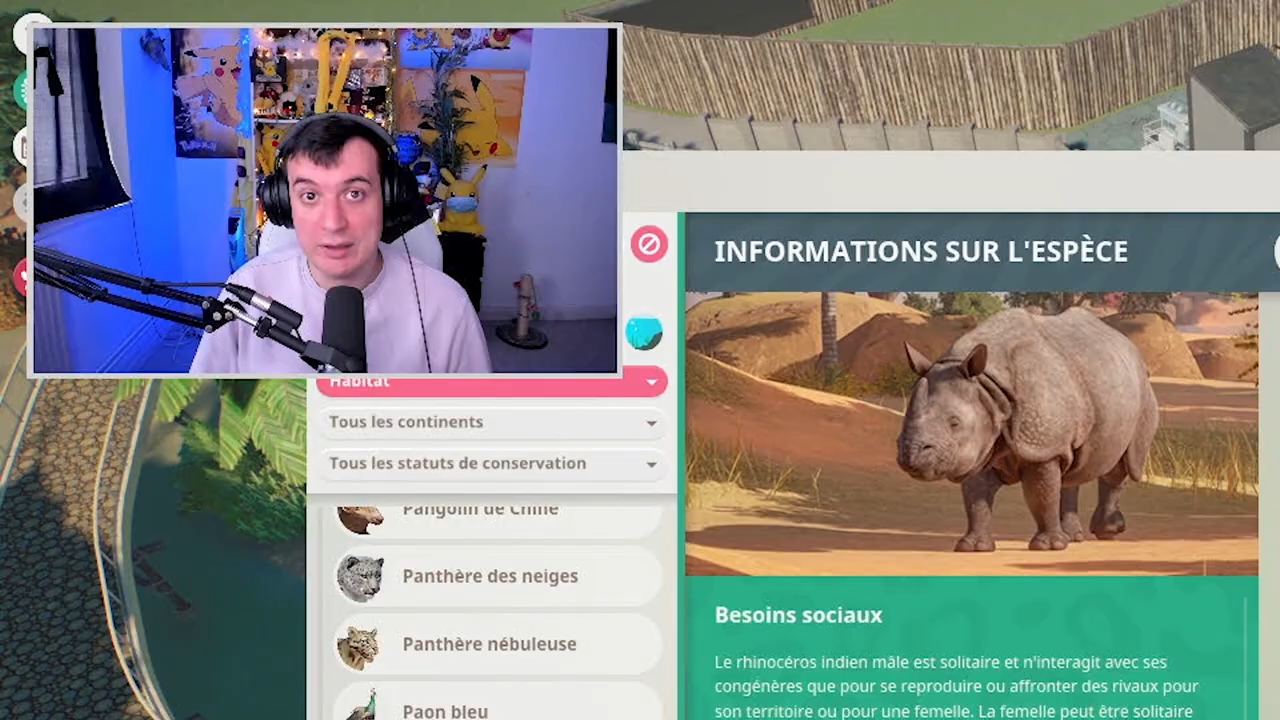 INFORMATIONS SUR L'ESPÈCE
Habitat
Tous les continents
Tous les statuts de conservation
Pangolin de Chine
Panthère des neiges
Panthère nébuleuse
Paon bleu
Besoins sociaux
Le rhinocéros indien mâle est solitaire et n'interagit avec ses
congénères que pour se reproduire ou affronter des rivaux pour
son territoire ou pour une femelle. La femelle peut être solitaire